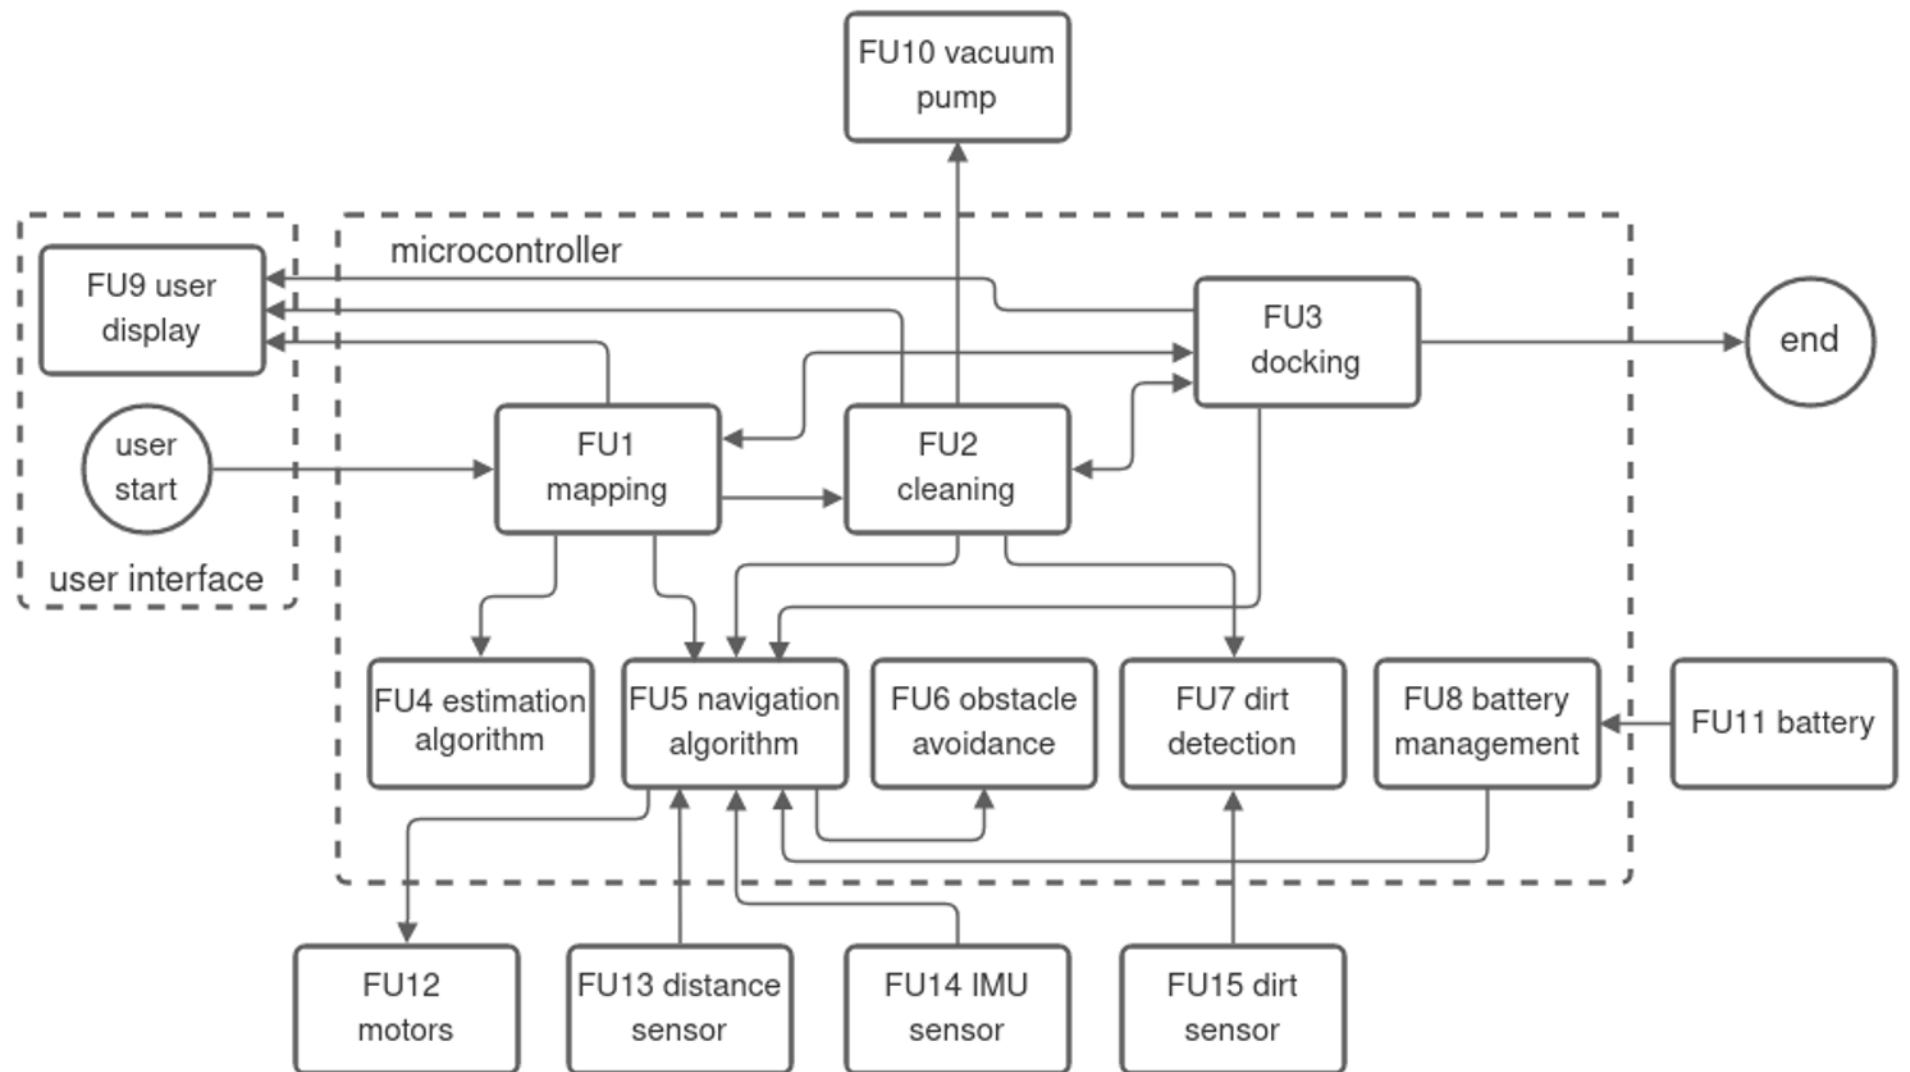 FU10 vacuum
pump
microcontroller
FU9 user
display
FU3
docking
end
user
start
FU1
mapping
FU2
cleaning
user interface
FU4 estimation
algorithm
FU5 navigation
algorithm
FU6 obstacle
avoidance
FU7 dirt
detection
FU8 battery
management
FU11 battery
FU12
motors
FU13 distance
sensor
FU14 IMU
sensor
FU15 dirt
sensor